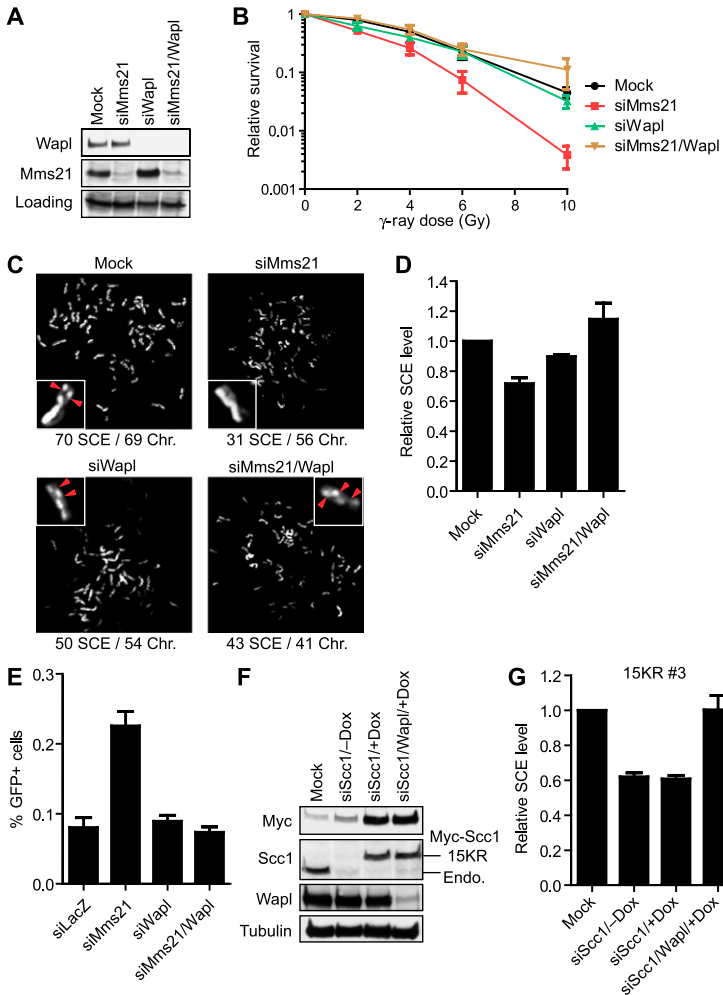 A
Mock
siMms21
siWapl
siMms21/Wapl
Wapl
Mms21
Loading
B
Relative survival
1
0.1
0.01
0.001
0 2 4 6 8 10
γ-ray dose (Gy)
Mock
siMms21
siWapl
siMms21/Wapl
C
Mock
siMms21
70 SCE / 69 Chr.
31 SCE / 56 Chr.
siWapl
siMms21/Wapl
50 SCE / 54 Chr.
43 SCE / 41 Chr.
D
Relative SCE level
1.4
1.2
1.0
0.8
0.6
0.4
0.2
0.0
Mock
siMms21
siWapl
siMms21/Wapl
E
% GFP+ cells
0.3
0.2
0.1
0.0
siLacZ
siMms21
siWapl
siMms21/Wapl
F
Mock
siScc1/–Dox
siScc1/+Dox
siScc1/Wapl/+Dox
Myc
Scc1
Wapl
Tubulin
Myc-Scc1
15KR
Endo.
G
15KR #3
Relative SCE level
1.2
1.0
0.8
0.6
0.4
0.2
0.0
Mock
siScc1/–Dox
siScc1/+Dox
siScc1/Wapl/+Dox